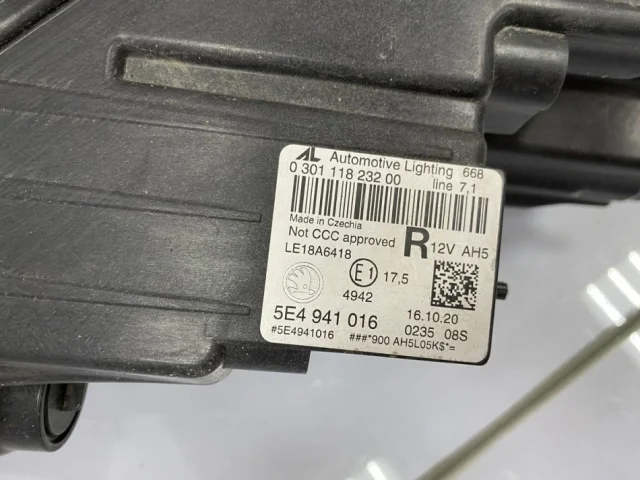 AL Automotive Lighting 668
0 301 118 232 00 line 7,1
Made in Czechia
Not CCC approved R 12V AH5
LE18A6418 E1 17,5
4942
5E4 941 016 16.10.20
0235 08S
#5E4941016 ###*900 AH5L05K$*=